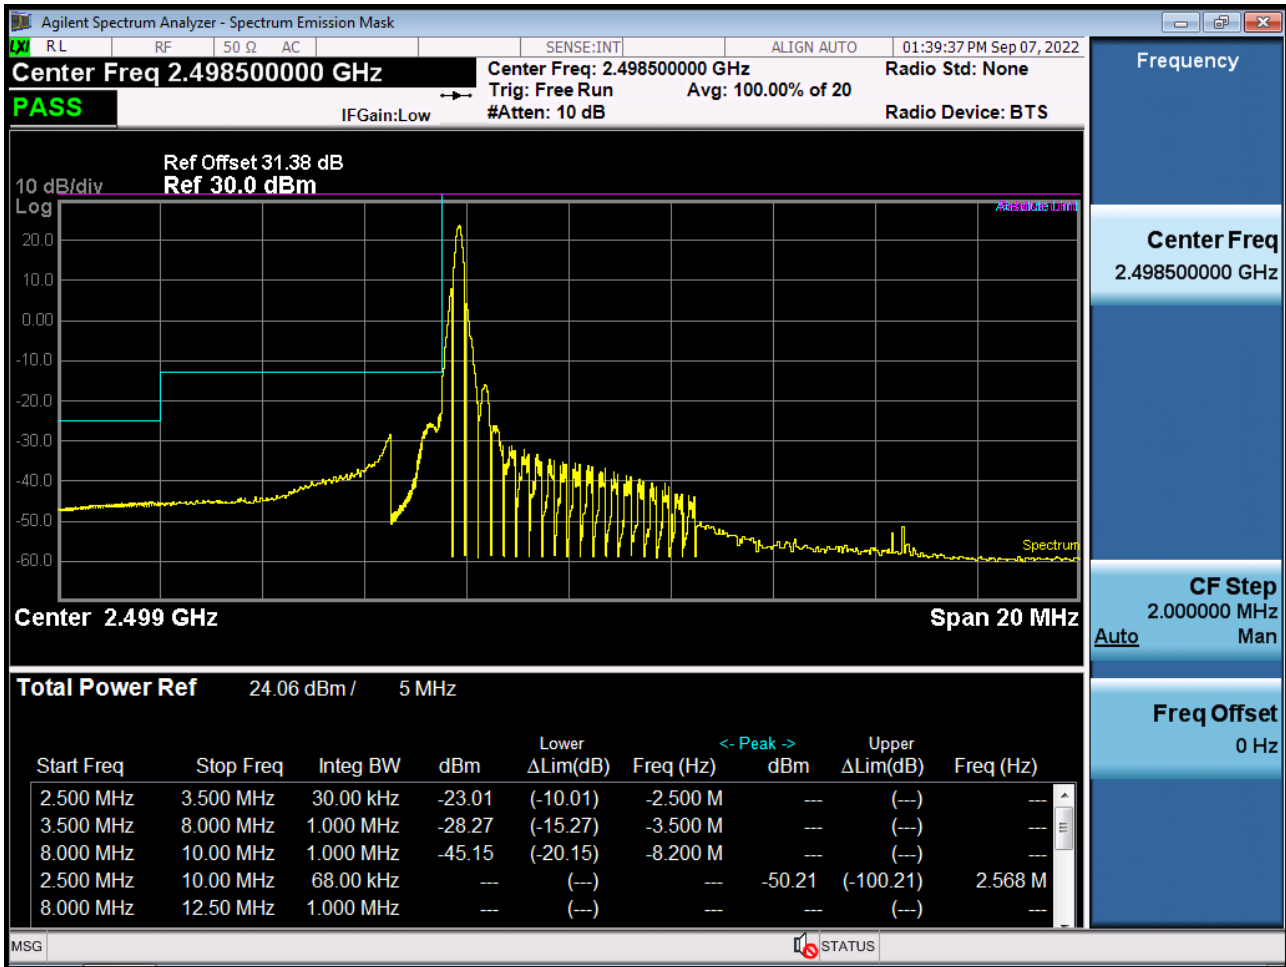 Agilent Spectrum Analyzer - Spectrum Emission Mask
LXI RL RF 50 Ω AC SENSE:INT ALIGN AUTO 01:39:37 PM Sep 07, 2022
Center Freq 2.498500000 GHz
PASS
IFGain:Low
Center Freq: 2.498500000 GHz
Trig: Free Run Avg: 100.00% of 20
#Atten: 10 dB
Radio Std: None
Radio Device: BTS
Ref Offset 31.38 dB
10 dB/div Ref 30.0 dBm
Log
Absolute Limit
20.0
10.0
0.00
-10.0
-20.0
-30.0
-40.0
-50.0
-60.0
Spectrum
Center 2.499 GHz Span 20 MHz
Total Power Ref 24.06 dBm / 5 MHz
Lower <- Peak -> Upper
Start Freq Stop Freq Integ BW dBm ΔLim(dB) Freq (Hz) dBm ΔLim(dB) Freq (Hz)
2.500 MHz 3.500 MHz 30.00 kHz -23.01 (-10.01) -2.500 M --- (---) ---
3.500 MHz 8.000 MHz 1.000 MHz -28.27 (-15.27) -3.500 M --- (---) ---
8.000 MHz 10.00 MHz 1.000 MHz -45.15 (-20.15) -8.200 M --- (---) ---
2.500 MHz 10.00 MHz 68.00 kHz --- (---) --- -50.21 (-100.21) 2.568 M
8.000 MHz 12.50 MHz 1.000 MHz --- (---) --- --- (---) ---
MSG STATUS
Frequency
Center Freq
2.498500000 GHz
CF Step
2.000000 MHz
Auto Man
Freq Offset
0 Hz